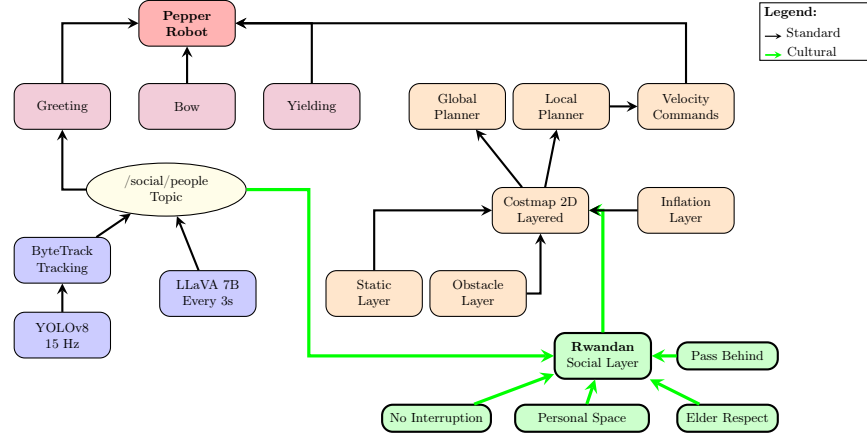 Pepper
Robot
Legend:
Standard
Cultural
Greeting
Bow
Yielding
Global
Planner
Local
Planner
Velocity
Commands
/social/people
Topic
Costmap 2D
Layered
Inflation
Layer
ByteTrack
Tracking
LLaVA 7B
Every 3s
Static
Layer
Obstacle
Layer
YOLOv8
15 Hz
Rwandan
Social Layer
Pass Behind
No Interruption
Personal Space
Elder Respect